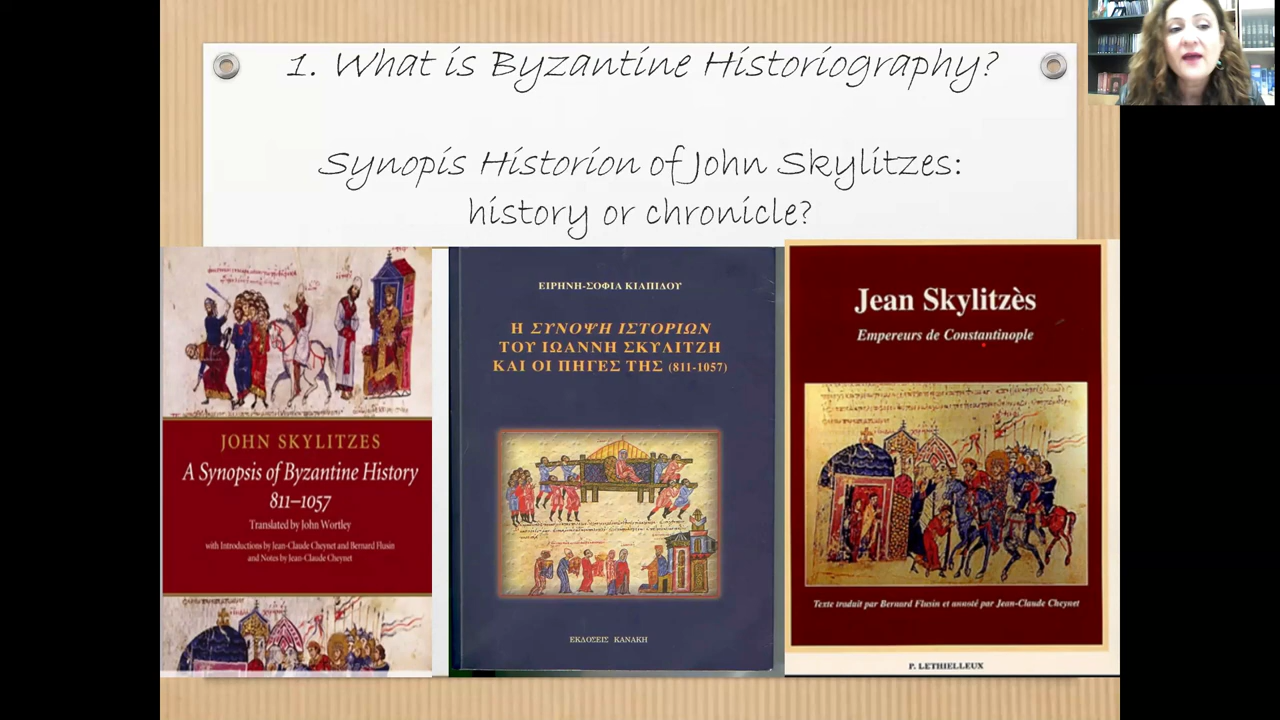 1. What is Byzantine Historiography?
Synopis Historion of John Skylitzes:
history or chronicle?
JOHN SKYLITZES
A Synopsis of Byzantine History
811–1057
Translated by John Wortley
with Introductions by Jean-Claude Cheynet and Bernard Flusin
and Notes by Jean-Claude Cheynet
ΕΙΡΗΝΗ-ΣΟΦΙΑ ΚΙΑΠΙΔΟΥ
Η ΣΥΝΟΨΗ ΙΣΤΟΡΙΩΝ
ΤΟΥ ΙΩΑΝΝΗ ΣΚΥΛΙΤΖΗ
ΚΑΙ ΟΙ ΠΗΓΕΣ ΤΗΣ (811-1057)
ΕΚΔΟΣΕΙΣ ΚΑΝΑΚΗ
Jean Skylitzès
Empereurs de Constantinople
Texte traduit par Bernard Flusin et annoté par Jean-Claude Cheynet
P. LETHIELLEUX